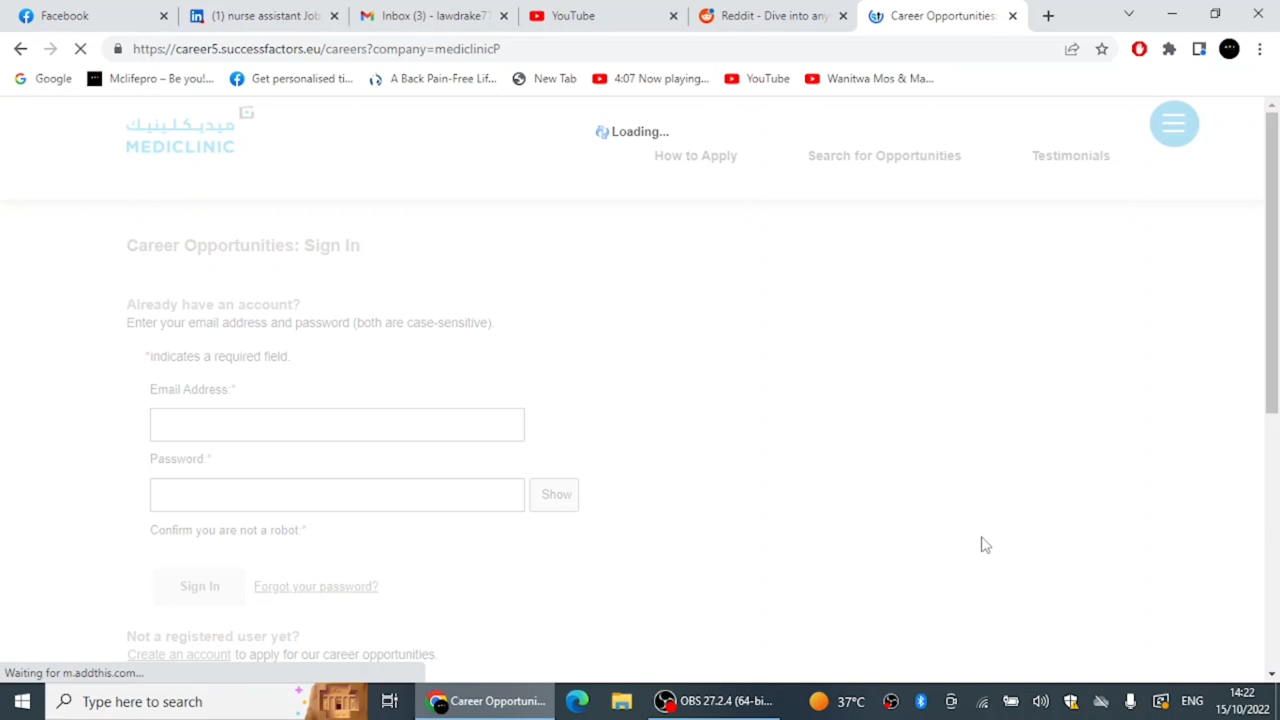 Facebook
(1) nurse assistant Job
Inbox (3) - lawdrake77
YouTube
Reddit - Dive into any
Career Opportunities:
https://career5.successfactors.eu/careers?company=mediclinicP
Google
Mclifepro – Be you!...
Get personalised ti...
A Back Pain-Free Lif...
New Tab
4:07 Now playing...
YouTube
Wanitwa Mos & Ma...
ميديكلينيك
MEDICLINIC
Loading...
How to Apply
Search for Opportunities
Testimonials
Career Opportunities: Sign In
Already have an account?
Enter your email address and password (both are case-sensitive).
*indicates a required field.
Email Address:*
Password:*
Show
Confirm you are not a robot:*
Sign In
Forgot your password?
Not a registered user yet?
Create an account to apply for our career opportunities.
Waiting for m.addthis.com...
Type here to search
Career Opportuni...
OBS 27.2.4 (64-bi...
37°C
ENG
14:22
15/10/2022